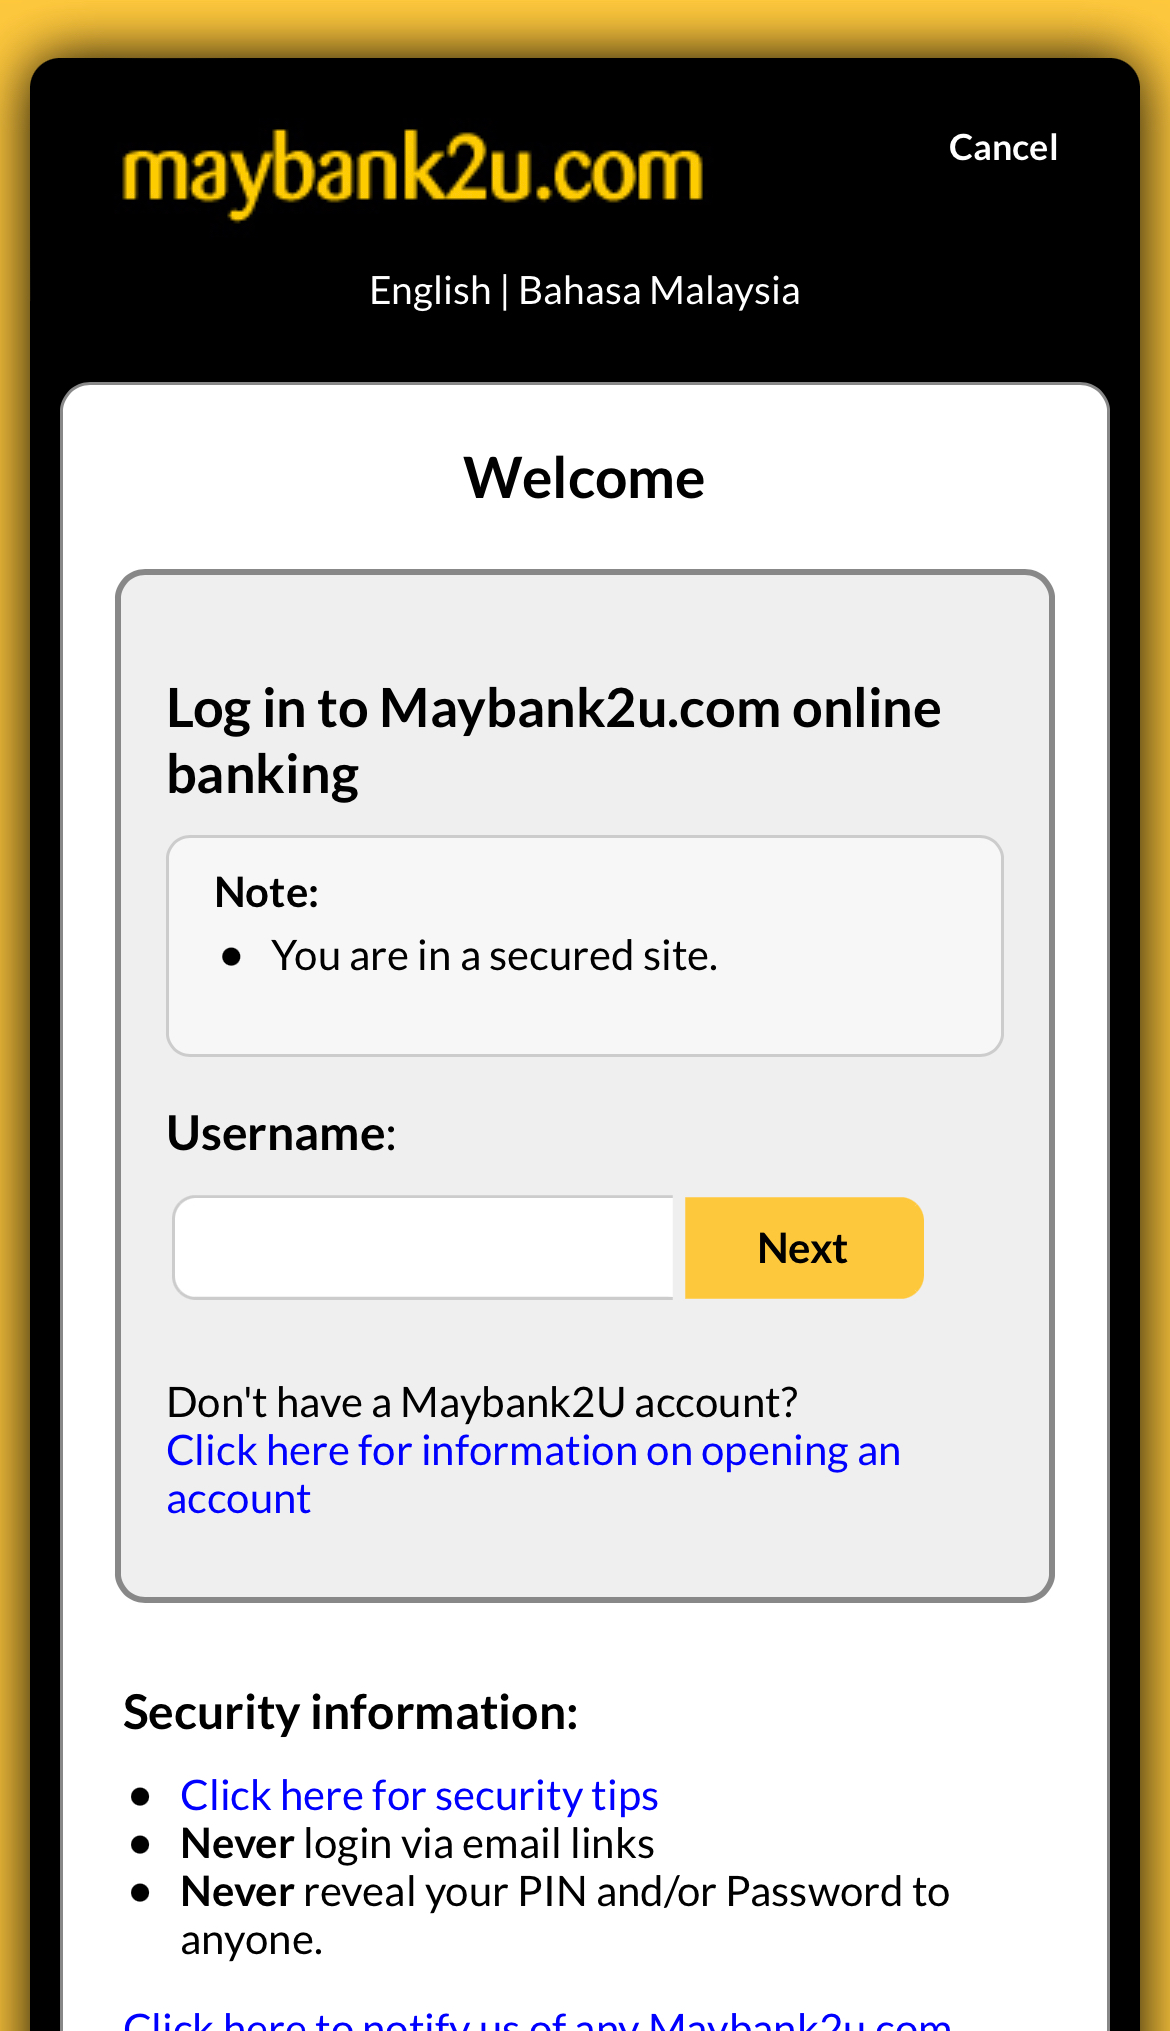 maybank2u.com
Cancel
English | Bahasa Malaysia
Welcome
Log in to Maybank2u.com online
banking
Note:
● You are in a secured site.
Username:
Next
Don't have a Maybank2U account?
Click here for information on opening an
account
Security information:
● Click here for security tips
● Never login via email links
● Never reveal your PIN and/or Password to
anyone.
Click here to notify us of any Maybank2u.com